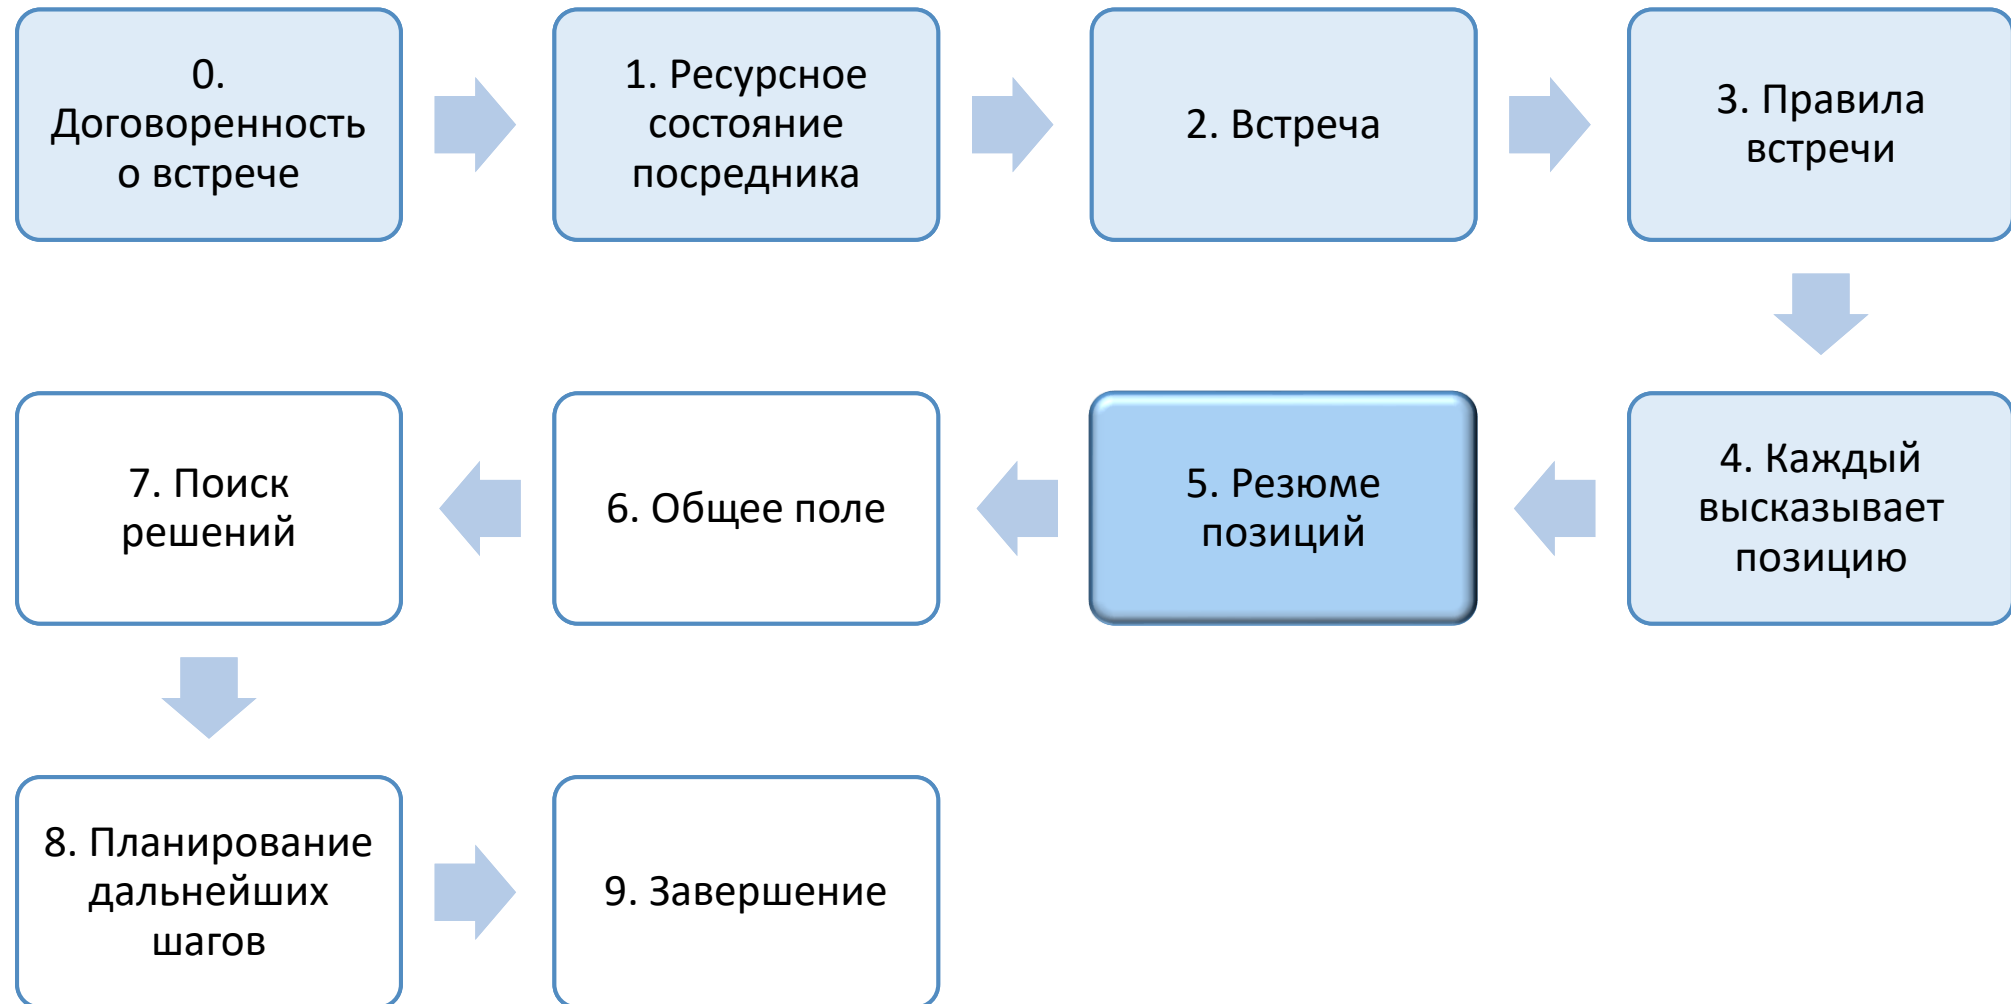 0.
Договоренность
о встрече
1. Ресурсное
состояние
посредника
2. Встреча
3. Правила
встречи
4. Каждый
высказывает
позицию
5. Резюме
позиций
6. Общее поле
7. Поиск
решений
8. Планирование
дальнейших
шагов
9. Завершение